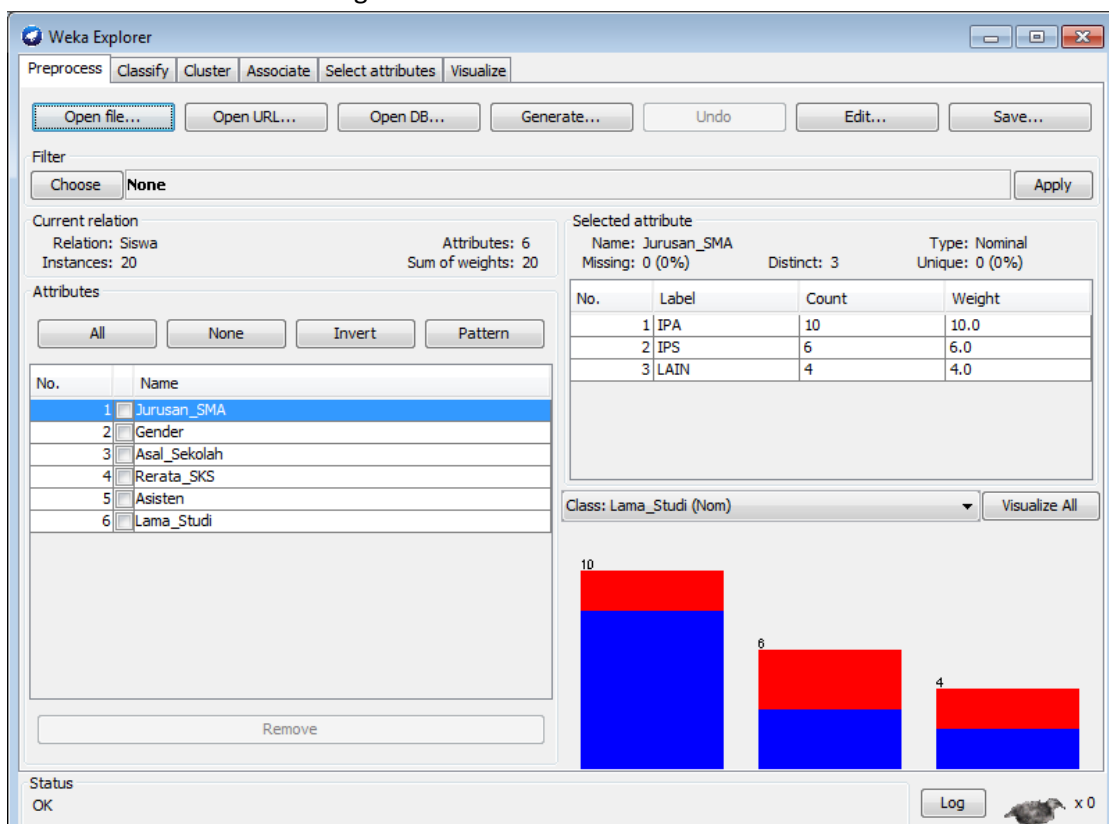 Weka Explorer
Preprocess Classify Cluster Associate Select attributes Visualize
Open file... Open URL... Open DB... Generate... Undo Edit... Save...
Filter
Choose None Apply
Current relation
Relation: Siswa Attributes: 6
Instances: 20 Sum of weights: 20
Selected attribute
Name: Jurusan_SMA Type: Nominal
Missing: 0 (0%) Distinct: 3 Unique: 0 (0%)
Attributes
All None Invert Pattern
No. Name
1 Jurusan_SMA
2 Gender
3 Asal_Sekolah
4 Rerata_SKS
5 Asisten
6 Lama_Studi
Remove
No. Label Count Weight
1 IPA 10 10.0
2 IPS 6 6.0
3 LAIN 4 4.0
Class: Lama_Studi (Nom) Visualize All
10
6
4
Status
OK
Log x 0